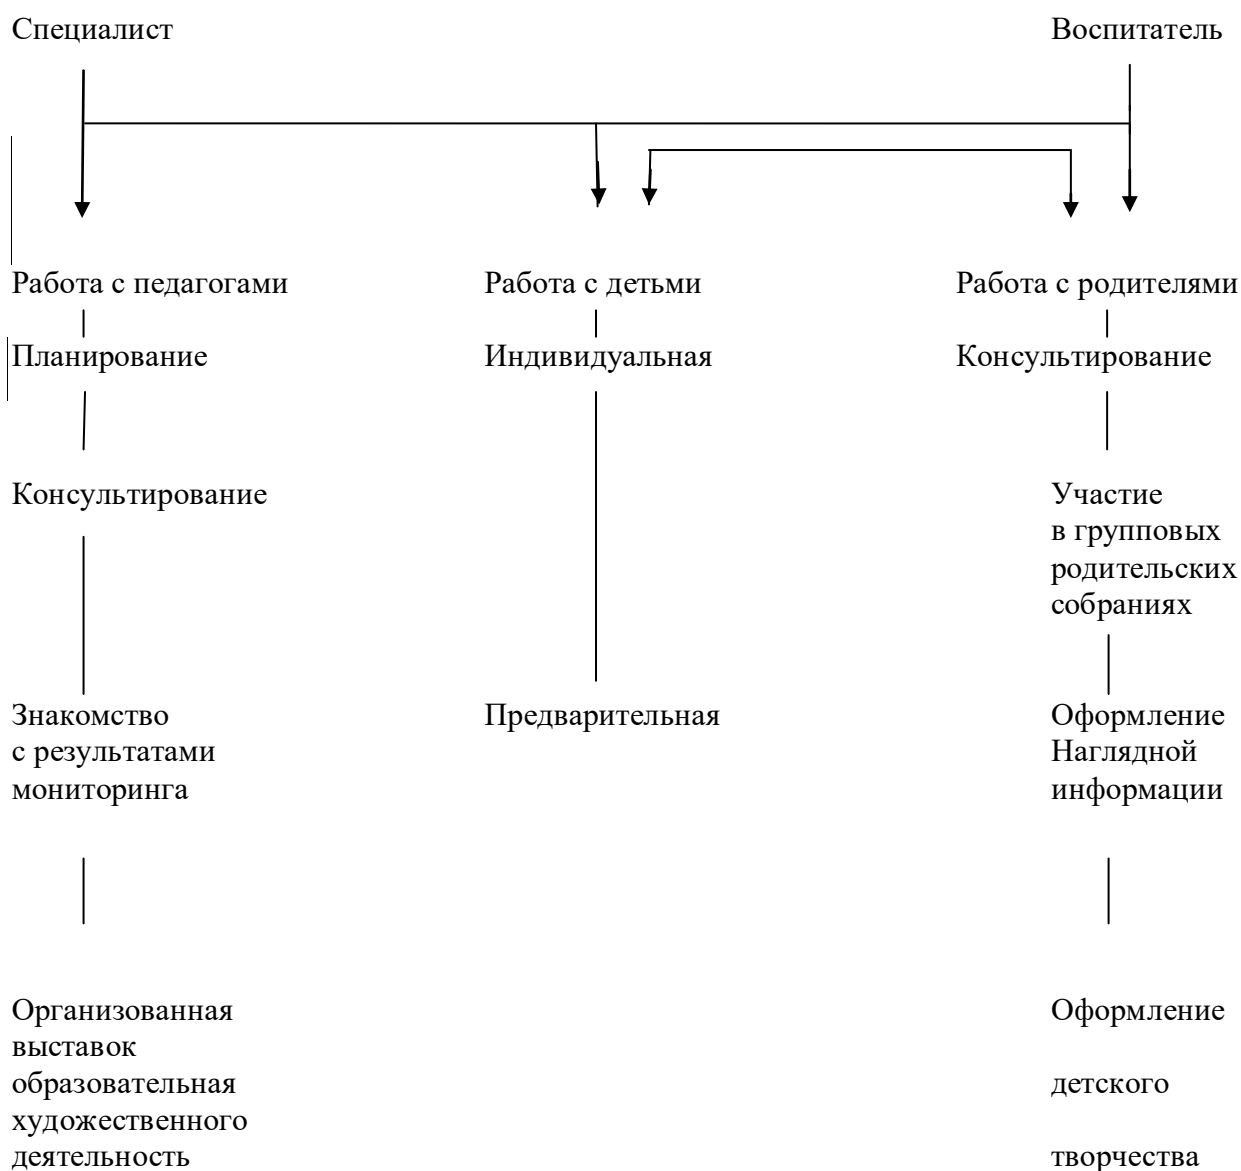 Специалист Воспитатель
Работа с педагогами Работа с детьми Работа с родителями
Планирование Индивидуальная Консультирование
Консультирование Участие
в групповых
родительских
собраниях
Знакомство Предварительная Оформление
с результатами Наглядной
мониторинга информации
Организованная Оформление
выставок
образовательная детского
художественного
деятельность творчества